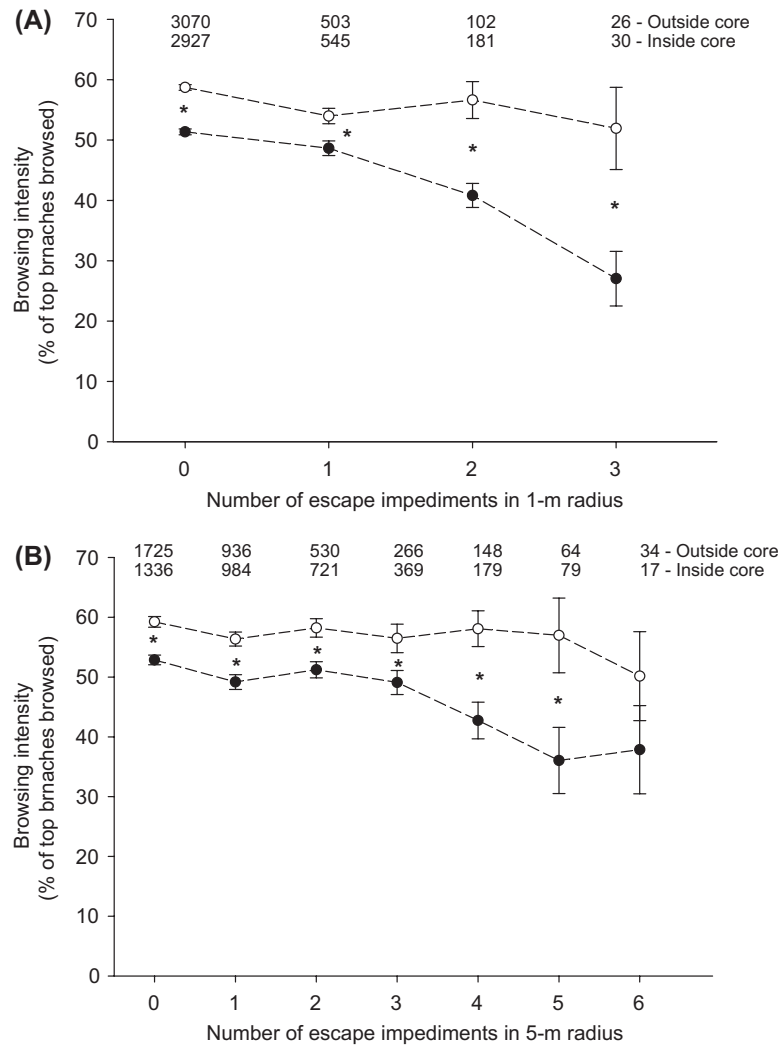 (A)
70
60
50
40
30
20
10
0
3070 503 102 26 - Outside core
2927 545 181 30 - Inside core
*
*
*
*
Browsing intensity
(% of top brnaches browsed)
0 1 2 3
Number of escape impediments in 1-m radius
(B)
70
60
50
40
30
20
10
0
1725 936 530 266 148 64 34 - Outside core
1336 984 721 369 179 79 17 - Inside core
*
*
*
*
*
*
Browsing intensity
(% of top brnaches browsed)
0 1 2 3 4 5 6
Number of escape impediments in 5-m radius